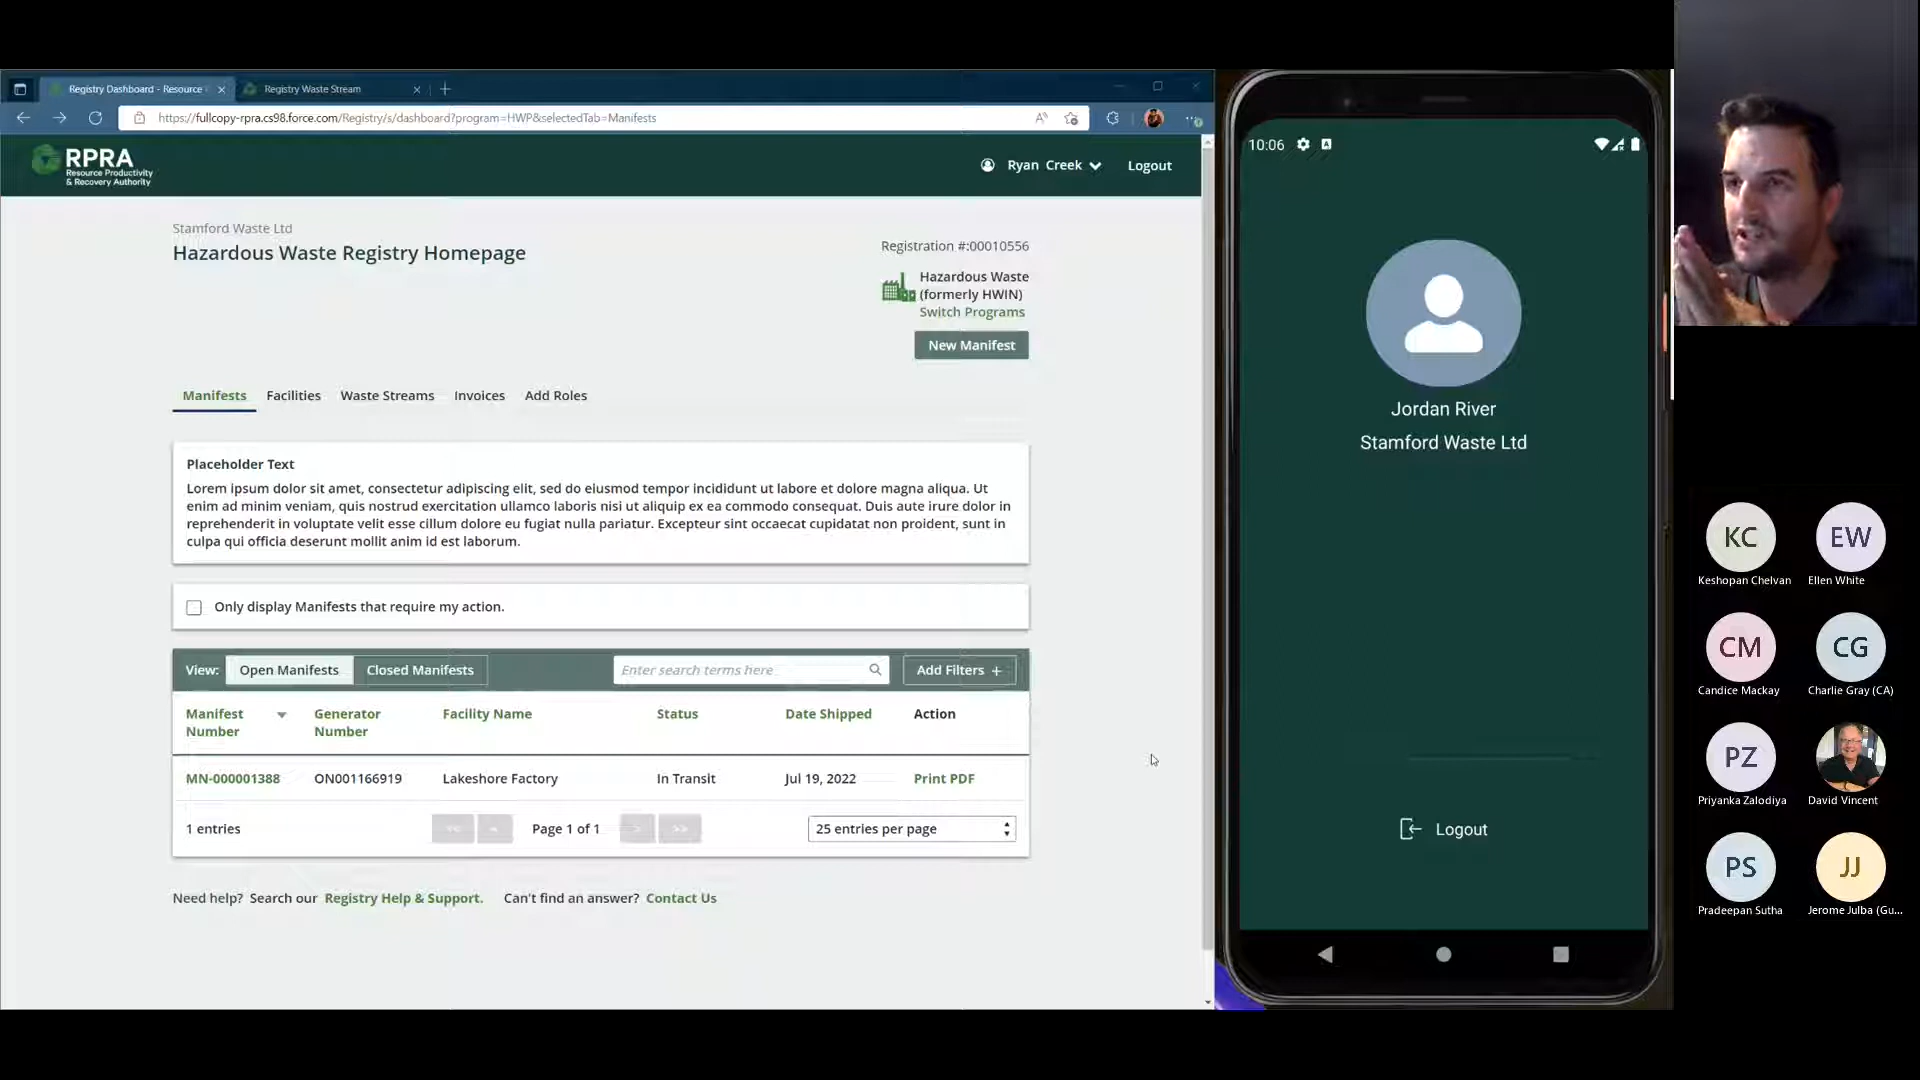 Registry Dashboard - Resource
Registry Waste Stream
https://fullcopy-rpra.cs98.force.com/Registry/s/dashboard?program=HWP&selectedTab=Manifests
RPRA
Resource Productivity
& Recovery Authority
Ryan Creek
Logout
Stamford Waste Ltd
Hazardous Waste Registry Homepage
Registration #:00010556
Hazardous Waste
(formerly HWIN)
Switch Programs
New Manifest
Manifests Facilities Waste Streams Invoices Add Roles
Placeholder Text
Lorem ipsum dolor sit amet, consectetur adipiscing elit, sed do eiusmod tempor incididunt ut labore et dolore magna aliqua. Ut
enim ad minim veniam, quis nostrud exercitation ullamco laboris nisi ut aliquip ex ea commodo consequat. Duis aute irure dolor in
reprehenderit in voluptate velit esse cillum dolore eu fugiat nulla pariatur. Excepteur sint occaecat cupidatat non proident, sunt in
culpa qui officia deserunt mollit anim id est laborum.
Only display Manifests that require my action.
View: Open Manifests Closed Manifests Enter search terms here Add Filters +
Manifest Number Generator Number Facility Name Status Date Shipped Action
MN-000001388 ON001166919 Lakeshore Factory In Transit Jul 19, 2022 Print PDF
1 entries << < Page 1 of 1 > >> 25 entries per page
Need help? Search our Registry Help & Support. Can't find an answer? Contact Us
10:06
Jordan River
Stamford Waste Ltd
Logout
KC EW
Keshopan Chelvan Ellen White
CM CG
Candice Mackay Charlie Gray (CA)
PZ
Priyanka Zalodiya David Vincent
PS JJ
Pradeepan Sutha Jerome Julba (Gu...